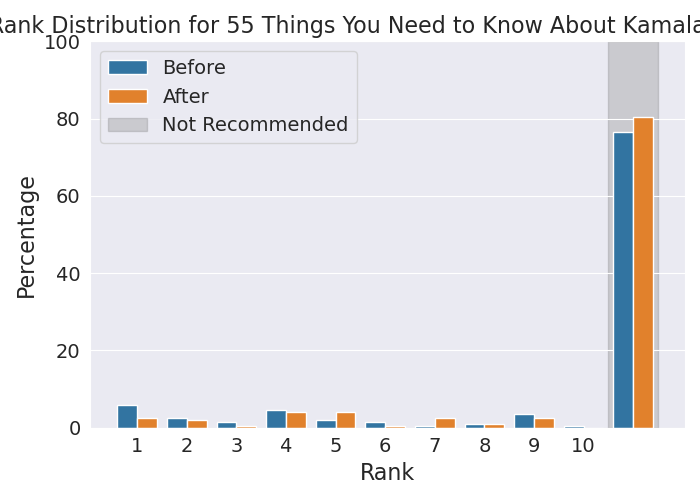 Rank Distribution for 55 Things You Need to Know About Kamala
100
80
60
40
20
0
Percentage
Before
After
Not Recommended
1 2 3 4 5 6 7 8 9 10
Rank